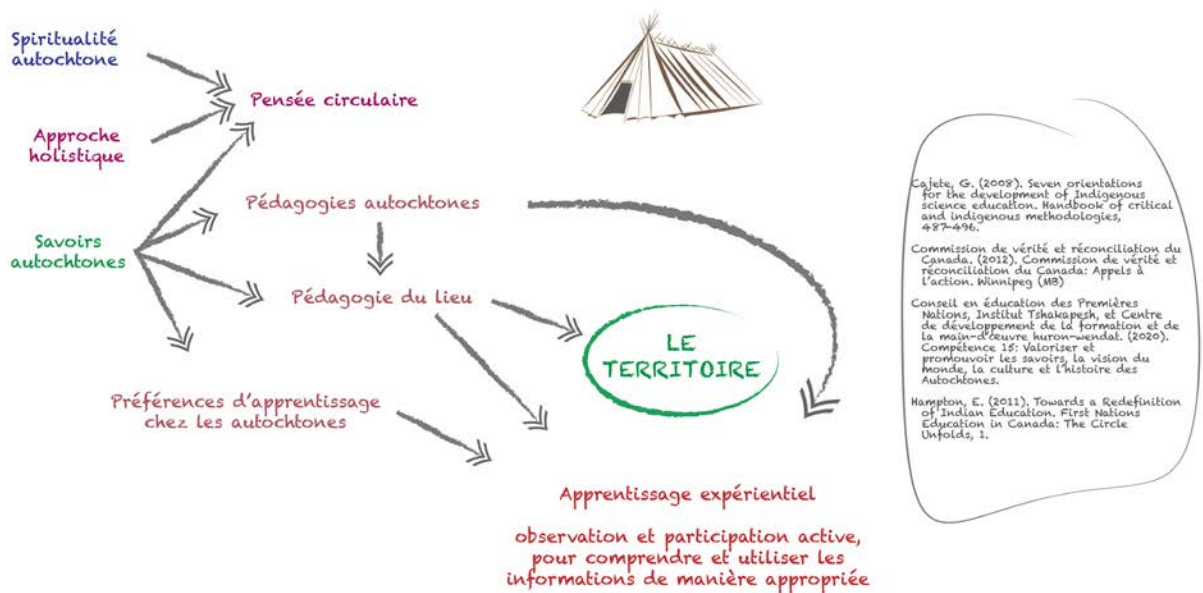 Spiritualité
autochtone
Pensée circulaire
Approche
holistique
Pédagogies autochtones
Savoirs
autochtones
Pédagogie du lieu
LE
TERRITOIRE
Préférences d'apprentissage
chez les autochtones
Apprentissage expérientiel
observation et participation active,
pour comprendre et utiliser les
informations de manière appropriée
Cajete, G. (2008). Seven orientations
for the development of Indigenous
science education. Handbook of critical
and indigenous methodologies,
487-496.
Commission de vérité et réconciliation du
Canada. (2012). Commission de vérité et
réconciliation du Canada: Appels à
l'action. Winnipeg (MB)
Conseil en éducation des Premières
Nations, Institut Tshakapesh, et Centre
de développement de la formation et de
la main-d'œuvre huron-wendat. (2020).
Compétence 15: Valoriser et
promouvoir les savoirs, la vision du
monde, la culture et l'histoire des
Autochtones.
Hampton, E. (2011). Towards a Redefinition
of Indian Education. First Nations
Education in Canada: The Circle
Unfolds, 1.